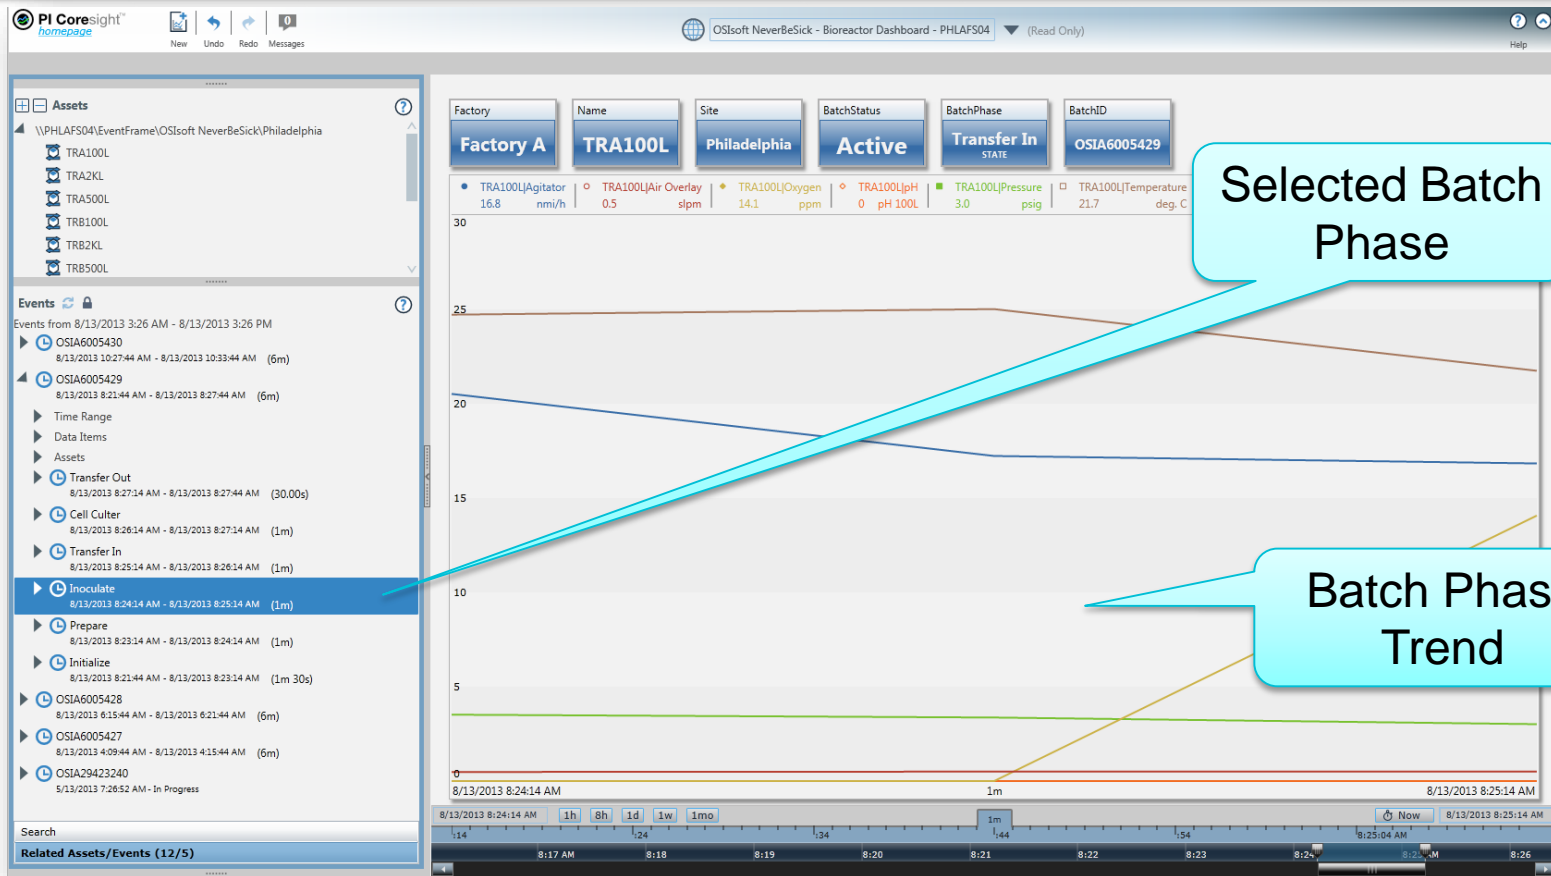 PI Coresight™
homepage
New Undo Redo Messages
0
OSIsoft NeverBeSick - Bioreactor Dashboard - PHLAFS04 (Read Only)
Help
Assets
\\PHLAFS04\EventFrame\OSIsoft NeverBeSick\Philadelphia
TRA100L
TRA2KL
TRA500L
TRB100L
TRB2KL
TRB500L
Events
Events from 8/13/2013 3:26 AM - 8/13/2013 3:26 PM
OSIA6005430
8/13/2013 10:27:44 AM - 8/13/2013 10:33:44 AM (6m)
OSIA6005429
8/13/2013 8:21:44 AM - 8/13/2013 8:27:44 AM (6m)
Time Range
Data Items
Assets
Transfer Out
8/13/2013 8:27:14 AM - 8/13/2013 8:27:44 AM (30.00s)
Cell Culter
8/13/2013 8:26:14 AM - 8/13/2013 8:27:14 AM (1m)
Transfer In
8/13/2013 8:25:14 AM - 8/13/2013 8:26:14 AM (1m)
Inoculate
8/13/2013 8:24:14 AM - 8/13/2013 8:25:14 AM (1m)
Prepare
8/13/2013 8:23:14 AM - 8/13/2013 8:24:14 AM (1m)
Initialize
8/13/2013 8:21:44 AM - 8/13/2013 8:23:14 AM (1m 30s)
OSIA6005428
8/13/2013 6:15:44 AM - 8/13/2013 6:21:44 AM (6m)
OSIA6005427
8/13/2013 4:09:44 AM - 8/13/2013 4:15:44 AM (6m)
OSIA29423240
5/13/2013 7:26:52 AM - In Progress
Search
Related Assets/Events (12/5)
Factory Name Site BatchStatus BatchPhase BatchID
Factory A TRA100L Philadelphia Active Transfer In OSIA6005429
STATE
TRA100L|Agitator TRA100L|Air Overlay TRA100L|Oxygen TRA100L|pH TRA100L|Pressure TRA100L|Temperature
16.8 nmi/h 0.5 slpm 14.1 ppm 0 pH 100L 3.0 psig 21.7 deg. C
Selected Batch
Phase
30
25
20
15
10
5
0
Batch Phas
Trend
8/13/2013 8:24:14 AM 1m 8/13/2013 8:25:14 AM
8/13/2013 8:24:14 AM 1h 8h 1d 1w 1mo 1m Now 8/13/2013 8:25:14 AM
:14 :24 :34 :44 :54 8:25:04 AM
8:17 AM 8:18 8:19 8:20 8:21 8:22 8:23 8:24 8:26